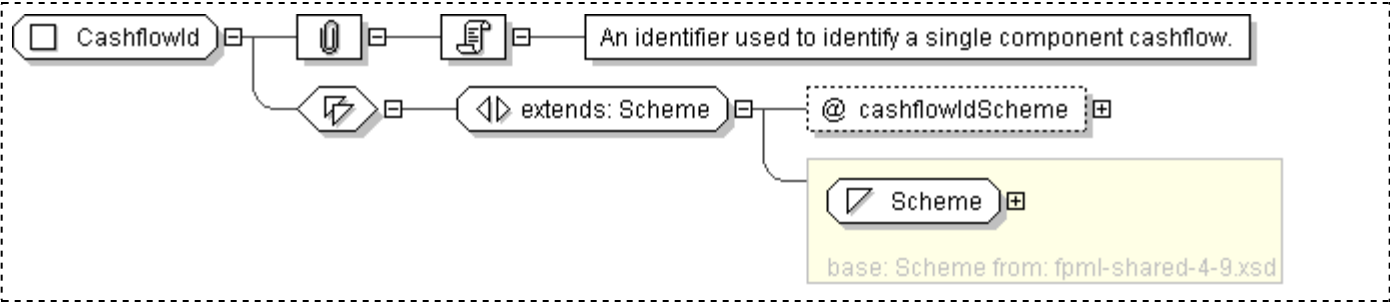 CashflowId
An identifier used to identify a single component cashflow.
extends: Scheme
@ cashflowIdScheme
Scheme
base: Scheme from: fpml-shared-4-9.xsd